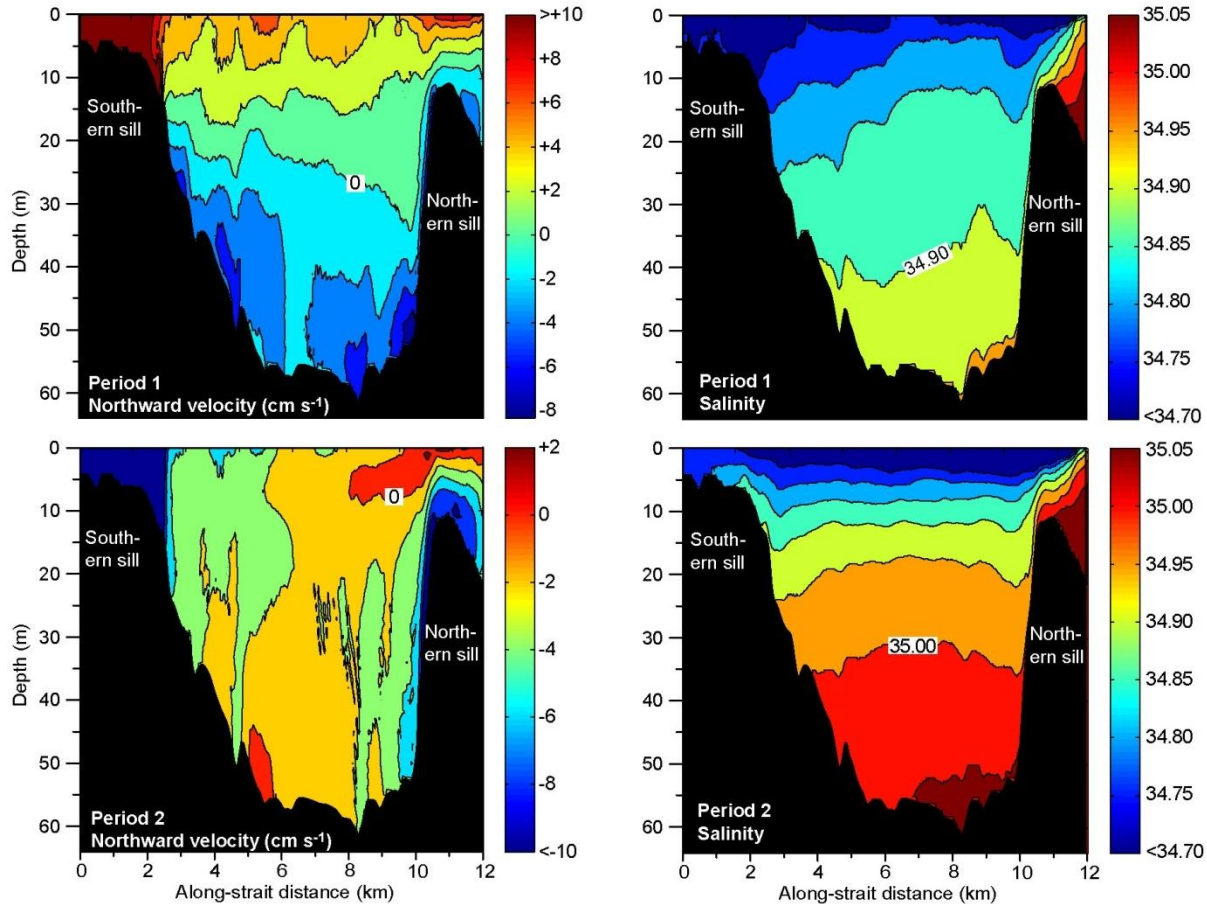 0
10
20
30
40
50
60
Depth (m)
South-
ern sill
North-
ern sill
0
Period 1
Northward velocity (cm s⁻¹)
>+10
+8
+6
+4
+2
0
-2
-4
-6
-8
0
10
20
30
40
50
60
South-
ern sill
North-
ern sill
34.90
Period 1
Salinity
35.05
35.00
34.95
34.90
34.85
34.80
34.75
<34.70
0
10
20
30
40
50
60
Depth (m)
South-
ern sill
North-
ern sill
0
Period 2
Northward velocity (cm s⁻¹)
0 2 4 6 8 10 12
Along-strait distance (km)
+2
0
-2
-4
-6
-8
<-10
0
10
20
30
40
50
60
South-
ern sill
North-
ern sill
35.00
Period 2
Salinity
0 2 4 6 8 10 12
Along-strait distance (km)
35.05
35.00
34.95
34.90
34.85
34.80
34.75
<34.70